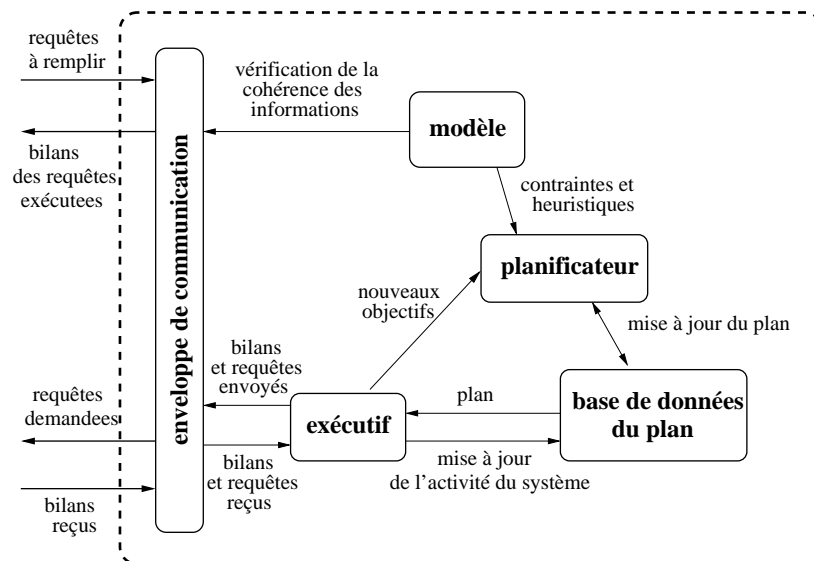 requêtes
à remplir
bilans
des requêtes
exécutees
requêtes
demandees
bilans
reçus
enveloppe de communication
vérification de la
cohérence des
informations
modèle
contraintes et
heuristiques
planificateur
nouveaux
objectifs
mise à jour du plan
bilans
et requêtes
envoyés
exécutif
plan
base de données
du plan
bilans
et requêtes
reçus
mise à jour
de l'activité du système